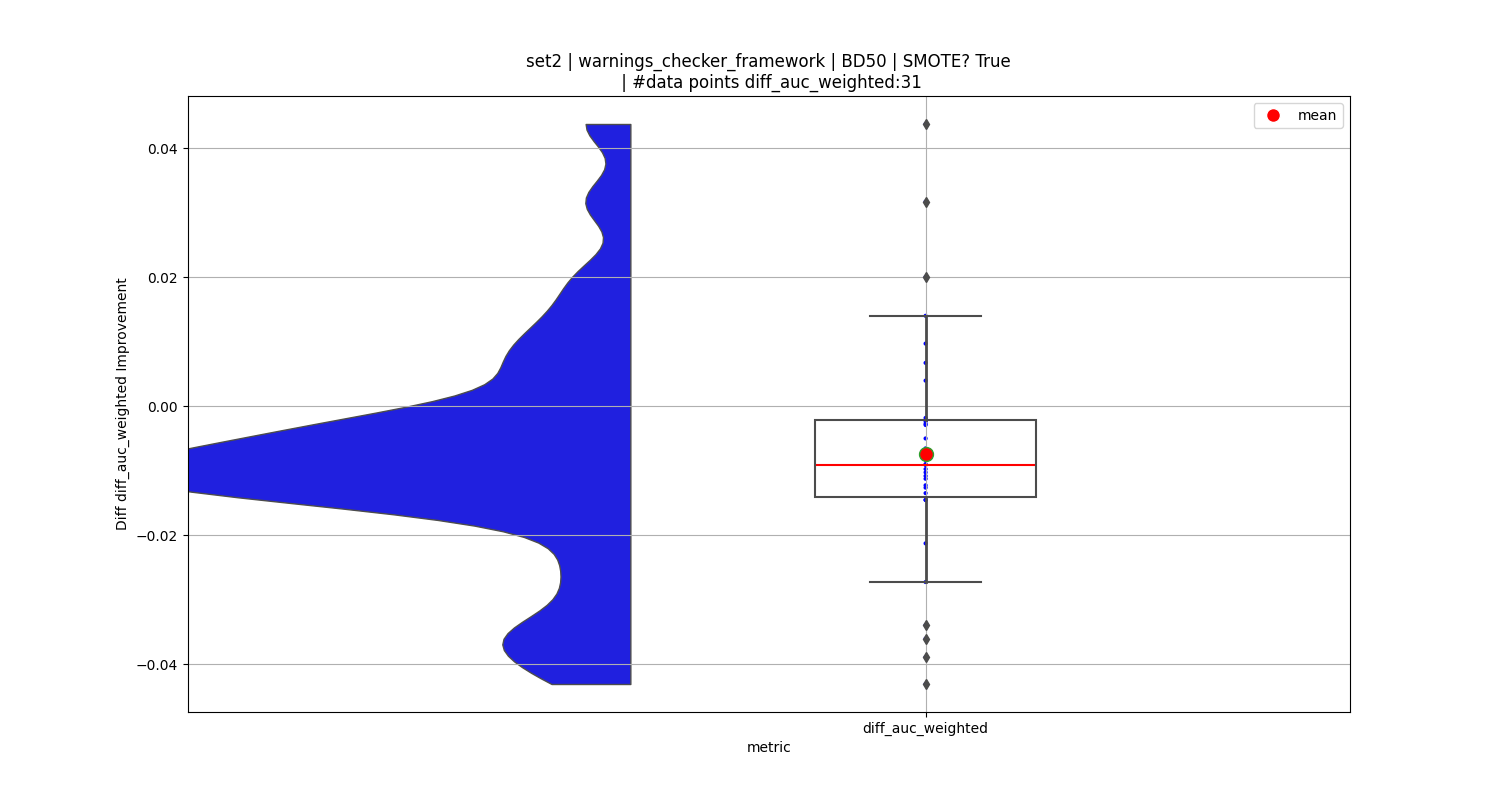 set2 | warnings_checker_framework | BD50 | SMOTE? True
| #data points diff_auc_weighted:31
mean
0.04
0.02
0.00
−0.02
−0.04
Diff diff_auc_weighted Improvement
diff_auc_weighted
metric